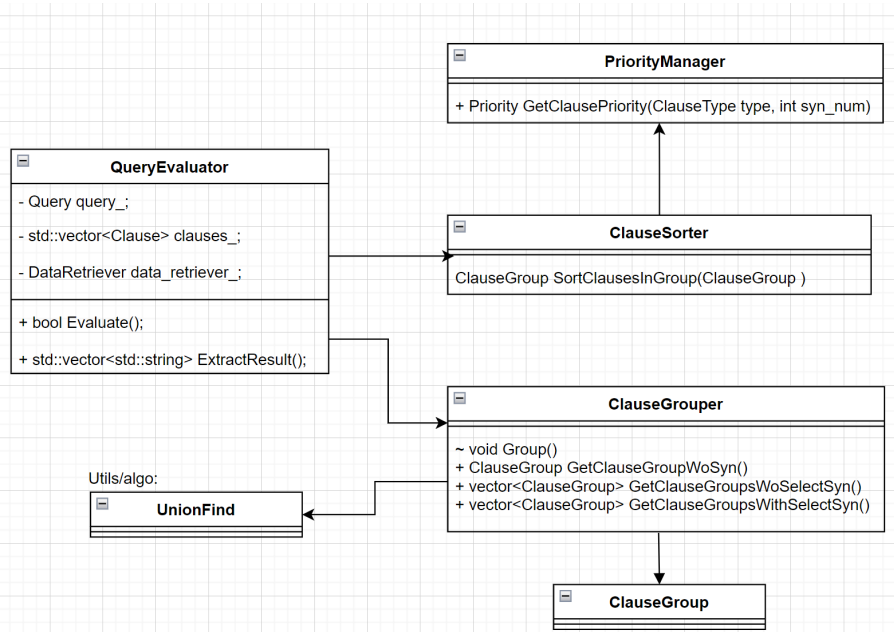 PriorityManager
+ Priority GetClausePriority(ClauseType type, int syn_num)
QueryEvaluator
- Query query_;
- std::vector<Clause> clauses_;
- DataRetriever data_retriever_;
+ bool Evaluate();
+ std::vector<std::string> ExtractResult();
ClauseSorter
ClauseGroup SortClausesInGroup(ClauseGroup )
ClauseGrouper
~ void Group()
+ ClauseGroup GetClauseGroupWoSyn()
+ vector<ClauseGroup> GetClauseGroupsWoSelectSyn()
+ vector<ClauseGroup> GetClauseGroupsWithSelectSyn()
Utils/algo:
UnionFind
ClauseGroup